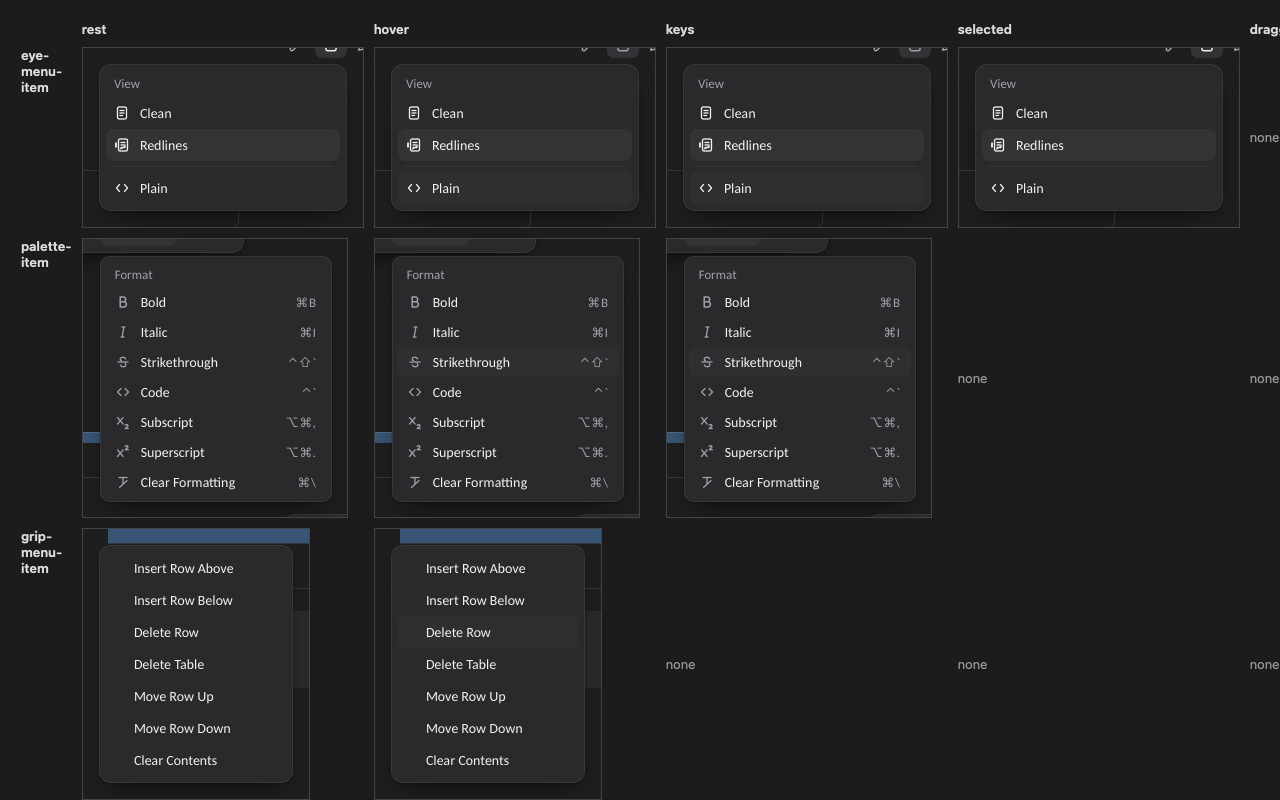 rest hover keys selected
eye-
menu-
item
View View View View
Clean Clean Clean Clean
Redlines Redlines Redlines Redlines
none
Plain Plain Plain Plain
palette-
item
Format Format Format
Bold ⌘B Bold ⌘B Bold ⌘B
Italic ⌘I Italic ⌘I Italic ⌘I
Strikethrough ^⇧` Strikethrough ^⇧` Strikethrough ^⇧`
none none
Code ^` Code ^` Code ^`
Subscript ⌥⌘, Subscript ⌥⌘, Subscript ⌥⌘,
Superscript ⌥⌘. Superscript ⌥⌘. Superscript ⌥⌘.
Clear Formatting ⌘\ Clear Formatting ⌘\ Clear Formatting ⌘\
grip-
menu-
item
Insert Row Above Insert Row Above
Insert Row Below Insert Row Below
Delete Row Delete Row
Delete Table Delete Table
none none none
Move Row Up Move Row Up
Move Row Down Move Row Down
Clear Contents Clear Contents